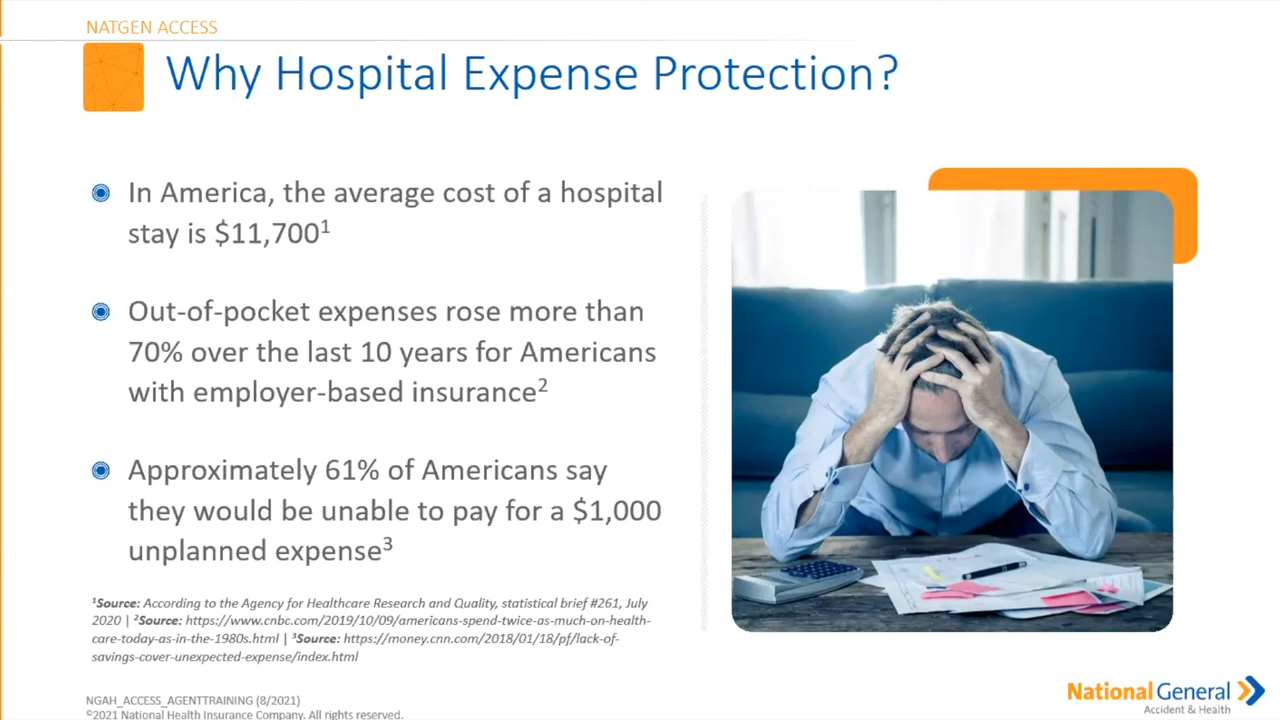 NATGEN ACCESS
Why Hospital Expense Protection?
In America, the average cost of a hospital
stay is $11,700¹
Out-of-pocket expenses rose more than
70% over the last 10 years for Americans
with employer-based insurance²
Approximately 61% of Americans say
they would be unable to pay for a $1,000
unplanned expense³
¹Source: According to the Agency for Healthcare Research and Quality, statistical brief #261, July
2020 | ²Source: https://www.cnbc.com/2019/10/09/americans-spend-twice-as-much-on-health-
care-today-as-in-the-1980s.html | ³Source: https://money.cnn.com/2018/01/18/pf/lack-of-
savings-cover-unexpected-expense/index.html
NGAH_ACCESS_AGENTTRAINING (8/2021)
©2021 National Health Insurance Company. All rights reserved.
National General
Accident & Health